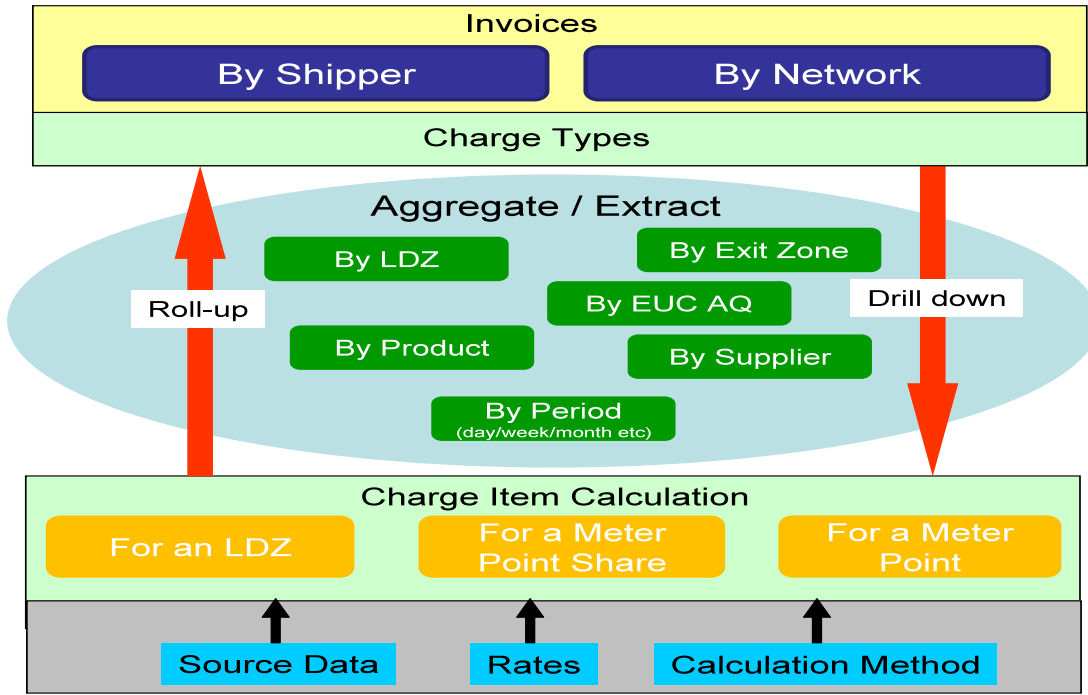 Invoices
By Shipper
By Network
Charge Types
Aggregate / Extract
By LDZ
By Exit Zone
By EUC AQ
Roll-up
Drill down
By Product
By Supplier
By Period
(day/week/month etc)
Charge Item Calculation
For an LDZ
For a Meter
Point Share
For a Meter
Point
Source Data
Rates
Calculation Method